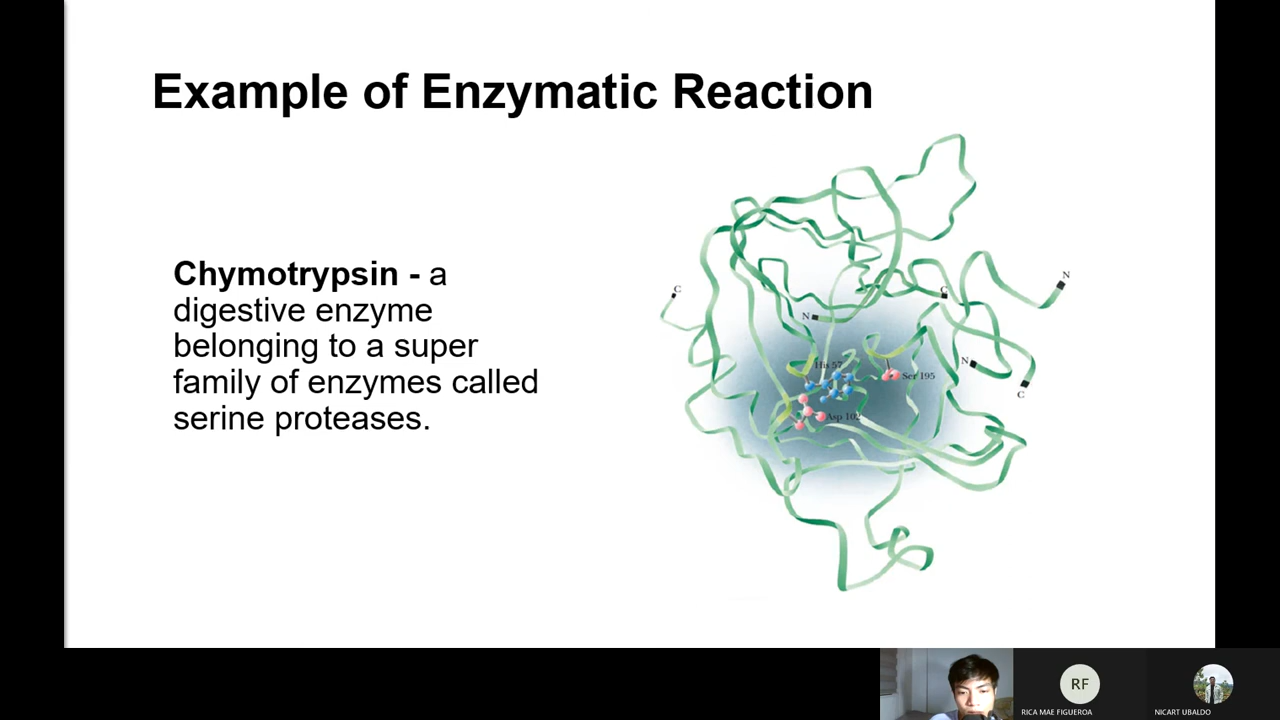 Example of Enzymatic Reaction
Chymotrypsin - a
digestive enzyme
belonging to a super
family of enzymes called
serine proteases.
C
N
C
N
His 57
Ser 195
N
C
Asp 102
RF
RICA MAE FIGUEROA
NICART UBALDO